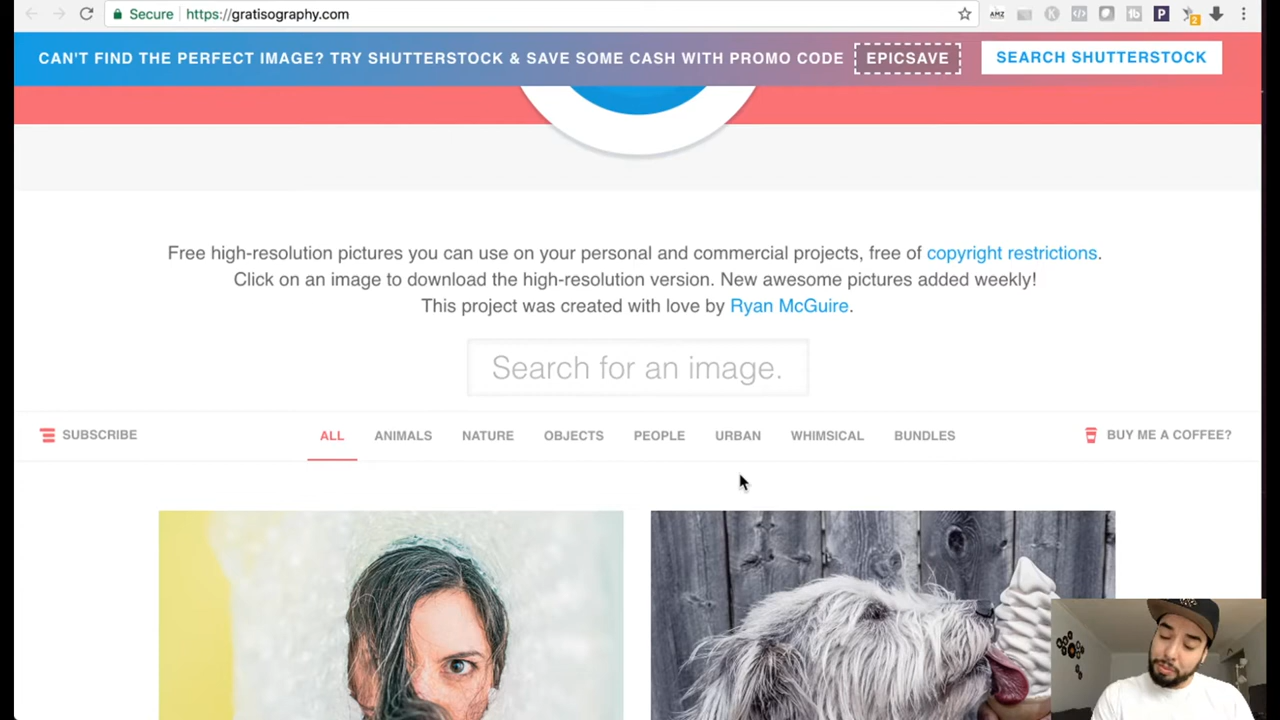 Secure https://gratisography.com
AMZ
P
2
CAN'T FIND THE PERFECT IMAGE? TRY SHUTTERSTOCK & SAVE SOME CASH WITH PROMO CODE EPICSAVE SEARCH SHUTTERSTOCK
Free high-resolution pictures you can use on your personal and commercial projects, free of copyright restrictions.
Click on an image to download the high-resolution version. New awesome pictures added weekly!
This project was created with love by Ryan McGuire.
Search for an image.
SUBSCRIBE ALL ANIMALS NATURE OBJECTS PEOPLE URBAN WHIMSICAL BUNDLES BUY ME A COFFEE?